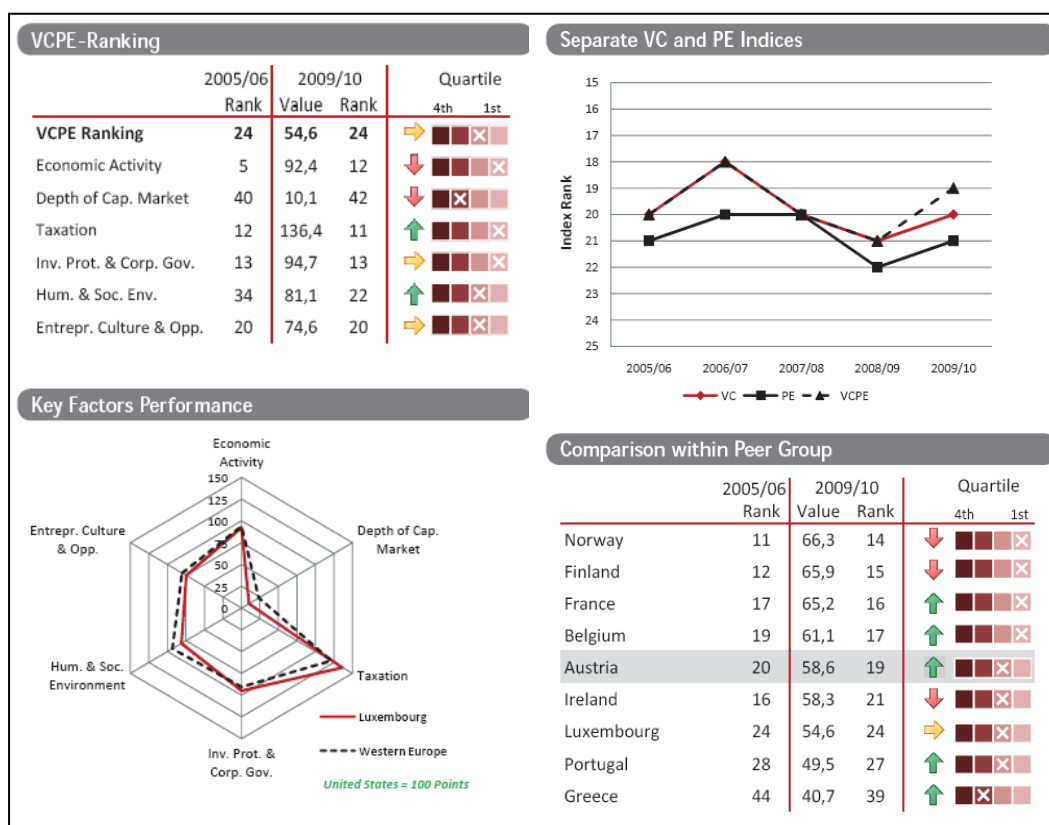 VCPE-Ranking
2005/06 2009/10 Quartile
Rank Value Rank 4th 1st
VCPE Ranking 24 54,6 24
Economic Activity 5 92,4 12
Depth of Cap. Market 40 10,1 42
Taxation 12 136,4 11
Inv. Prot. & Corp. Gov. 13 94,7 13
Hum. & Soc. Env. 34 81,1 22
Entrepr. Culture & Opp. 20 74,6 20
Separate VC and PE Indices
Index Rank
15
16
17
18
19
20
21
22
23
24
25
2005/06 2006/07 2007/08 2008/09 2009/10
VC PE VCPE
Key Factors Performance
Economic
Activity
150
125
100
75
50
25
0
Depth of Cap.
Market
Taxation
Inv. Prot. &
Corp. Gov.
Hum. & Soc.
Environment
Entrepr. Culture
& Opp.
Luxembourg
Western Europe
United States = 100 Points
Comparison within Peer Group
2005/06 2009/10 Quartile
Rank Value Rank 4th 1st
Norway 11 66,3 14
Finland 12 65,9 15
France 17 65,2 16
Belgium 19 61,1 17
Austria 20 58,6 19
Ireland 16 58,3 21
Luxembourg 24 54,6 24
Portugal 28 49,5 27
Greece 44 40,7 39